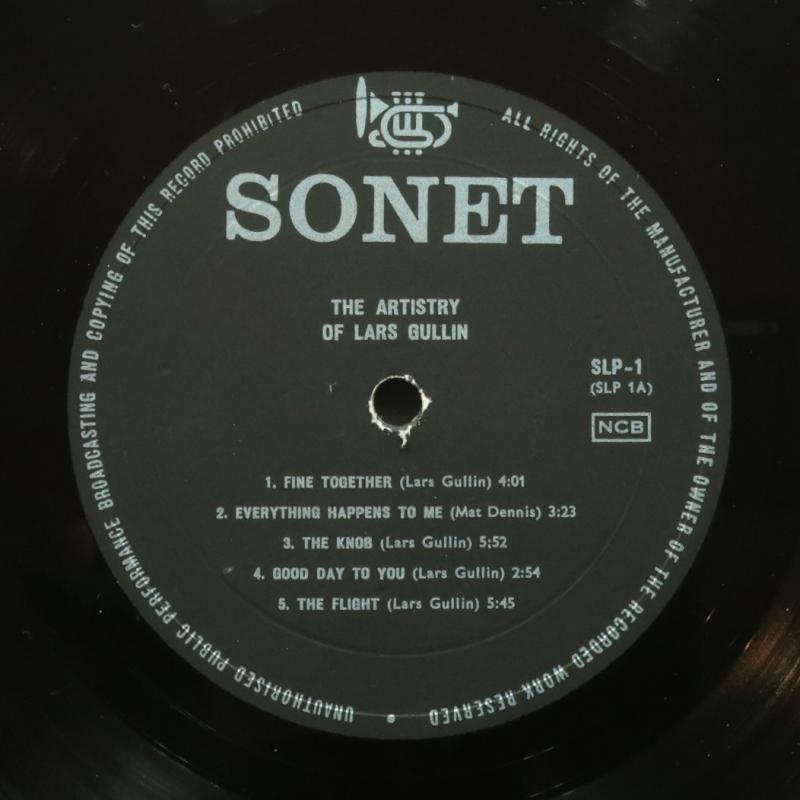 SONET
THE ARTISTRY
OF LARS GULLIN
SLP-1
(SLP 1A)
NCB
1. FINE TOGETHER (Lars Gullin) 4:01
2. EVERYTHING HAPPENS TO ME (Mat Dennis) 3:23
3. THE KNOB (Lars Gullin) 5;52
4. GOOD DAY TO YOU (Lars Gullin) 2:54
5. THE FLIGHT (Lars Gullin) 5:45
ALL RIGHTS OF THE MANUFACTURER AND OF THE OWNER OF THE RECORDED WORK RESERVED • UNAUTHORISED PUBLIC PERFORMANCE BROADCASTING AND COPYING OF THIS RECORD PROHIBITED